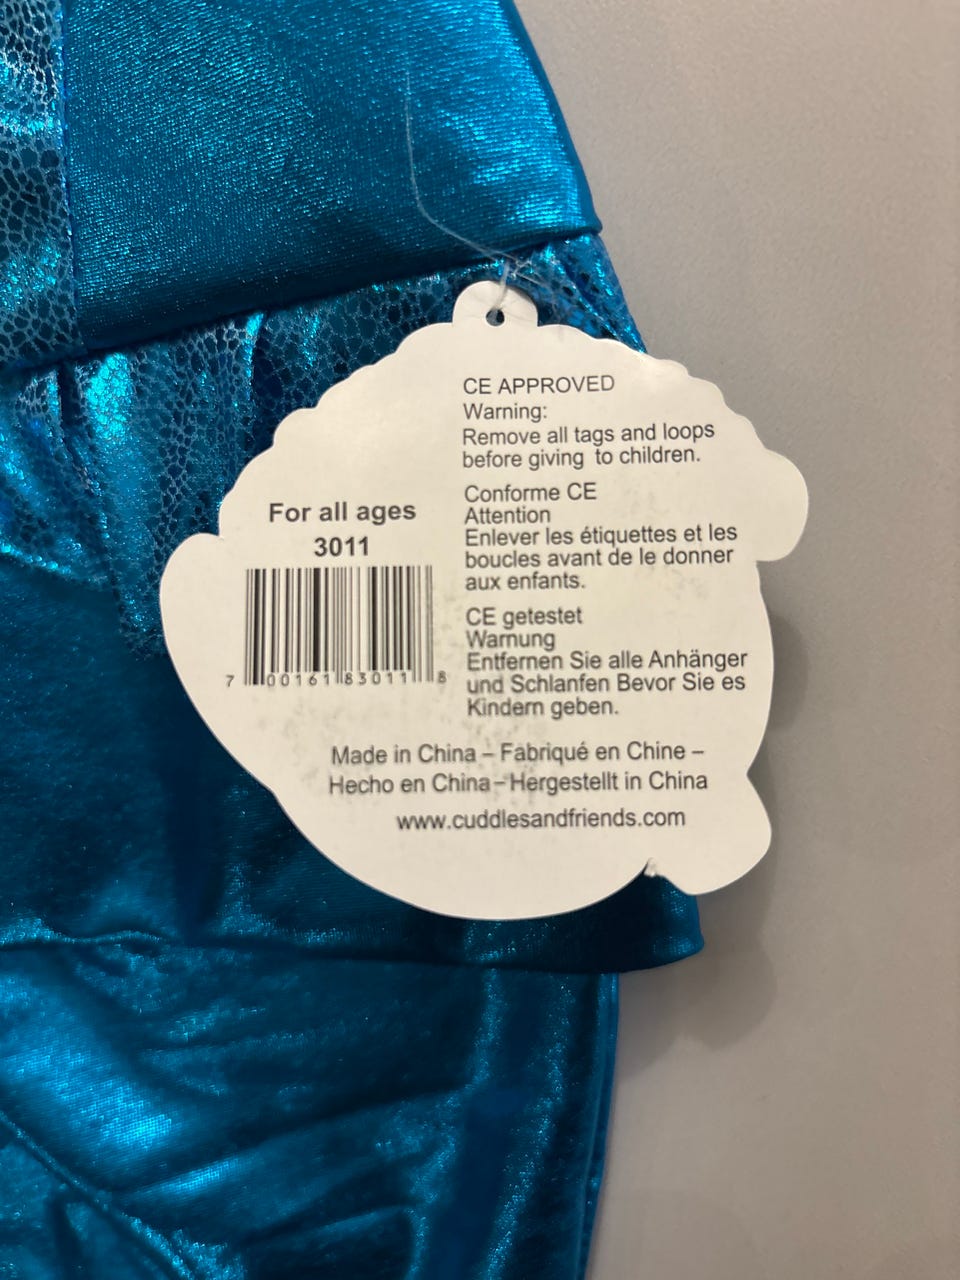 CE APPROVED
Warning:
Remove all tags and loops
before giving to children.
Conforme CE
Attention
Enlever les étiquettes et les
boucles avant de le donner
aux enfants.
CE getestet
Warnung
Entfernen Sie alle Anhänger
und Schlanfen Bevor Sie es
Kindern geben.
For all ages
3011
7 00161 83011 8
Made in China – Fabriqué en Chine –
Hecho en China – Hergestellt in China
www.cuddlesandfriends.com